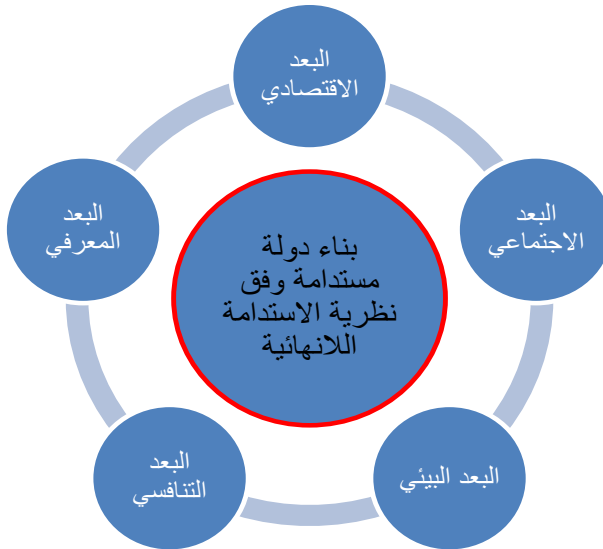 البعد
الاقتصادي
البعد
الاجتماعي
البعد البيئي
البعد
التنافسي
البعد
المعرفي
بناء دولة
مستدامة وفق
نظرية الاستدامة
اللانهائية